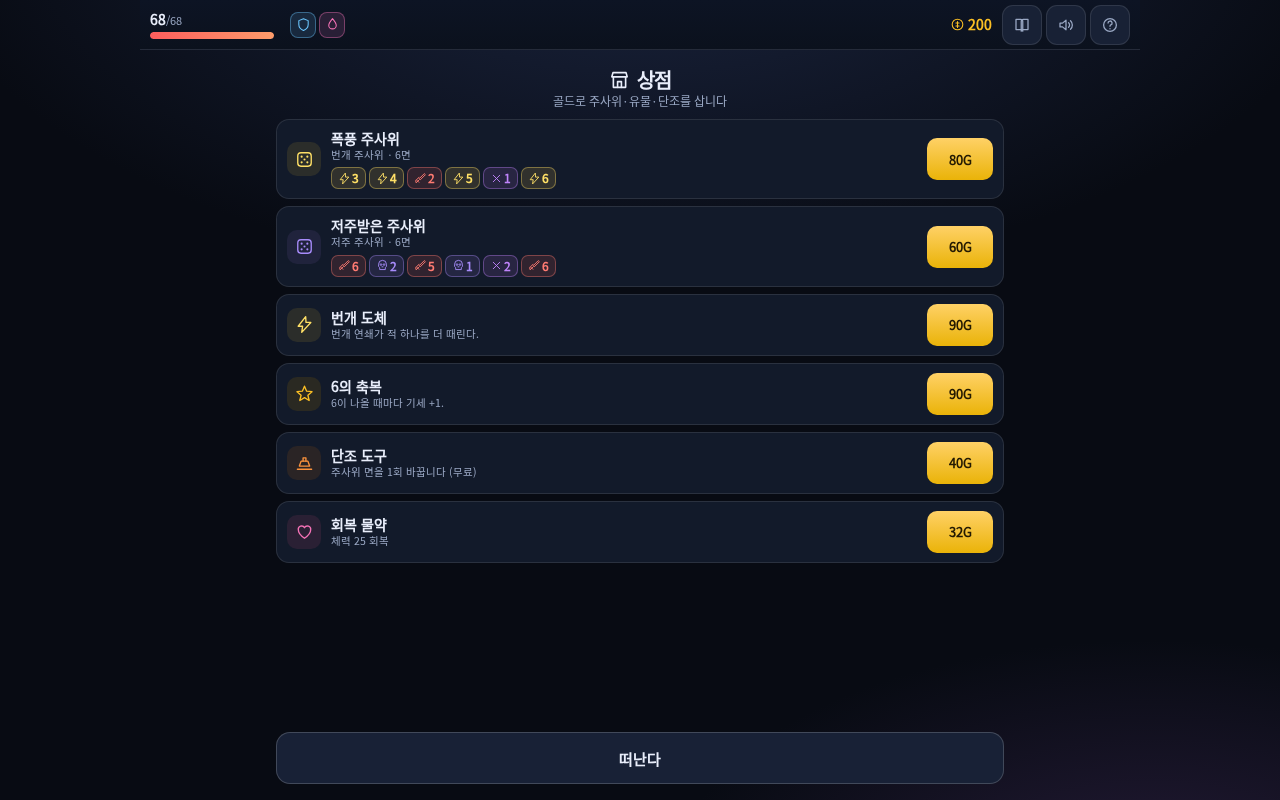 68/68
200
상점
골드로 주사위·유물·단조를 삽니다
폭풍 주사위
번개 주사위 · 6면
3 4 2 5 1 6
80G
저주받은 주사위
저주 주사위 · 6면
6 2 5 1 2 6
60G
번개 도체
번개 연쇄가 적 하나를 더 때린다.
90G
6의 축복
6이 나올 때마다 기세 +1.
90G
단조 도구
주사위 면을 1회 바꿉니다 (무료)
40G
회복 물약
체력 25 회복
32G
떠난다